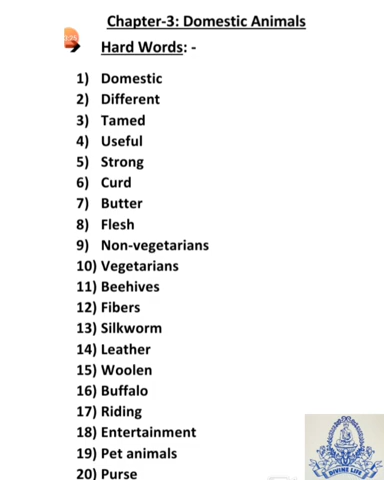 Chapter-3: Domestic Animals
Hard Words: -
1) Domestic
2) Different
3) Tamed
4) Useful
5) Strong
6) Curd
7) Butter
8) Flesh
9) Non-vegetarians
10) Vegetarians
11) Beehives
12) Fibers
13) Silkworm
14) Leather
15) Woolen
16) Buffalo
17) Riding
18) Entertainment
19) Pet animals
20) Purse
DIVINE LIFE